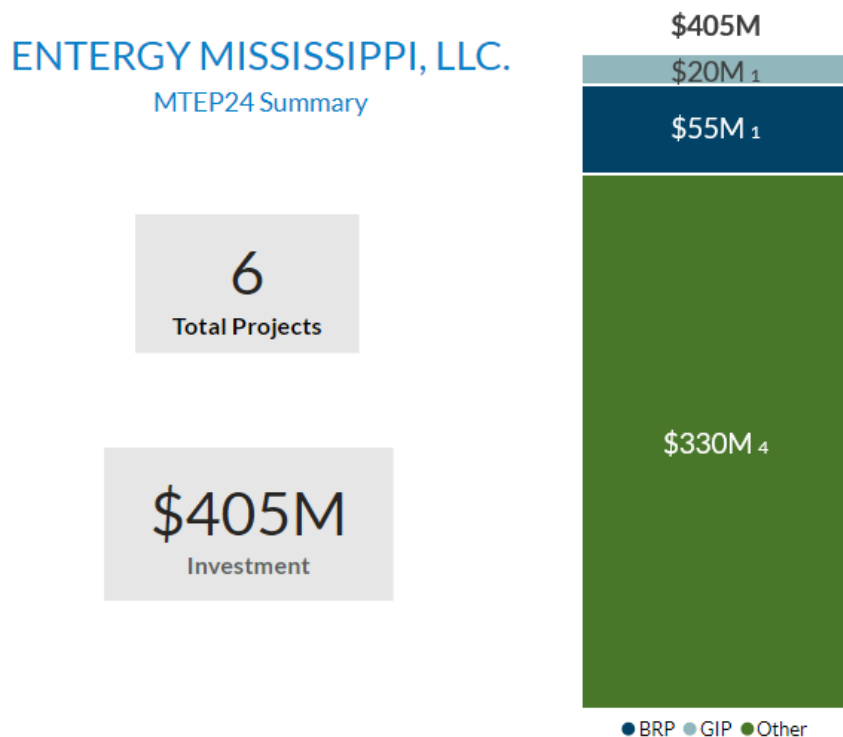 ENTERGY MISSISSIPPI, LLC.
MTEP24 Summary
6
Total Projects
$405M
Investment
$405M
$20M 1
$55M 1
$330M 4
BRP GIP Other